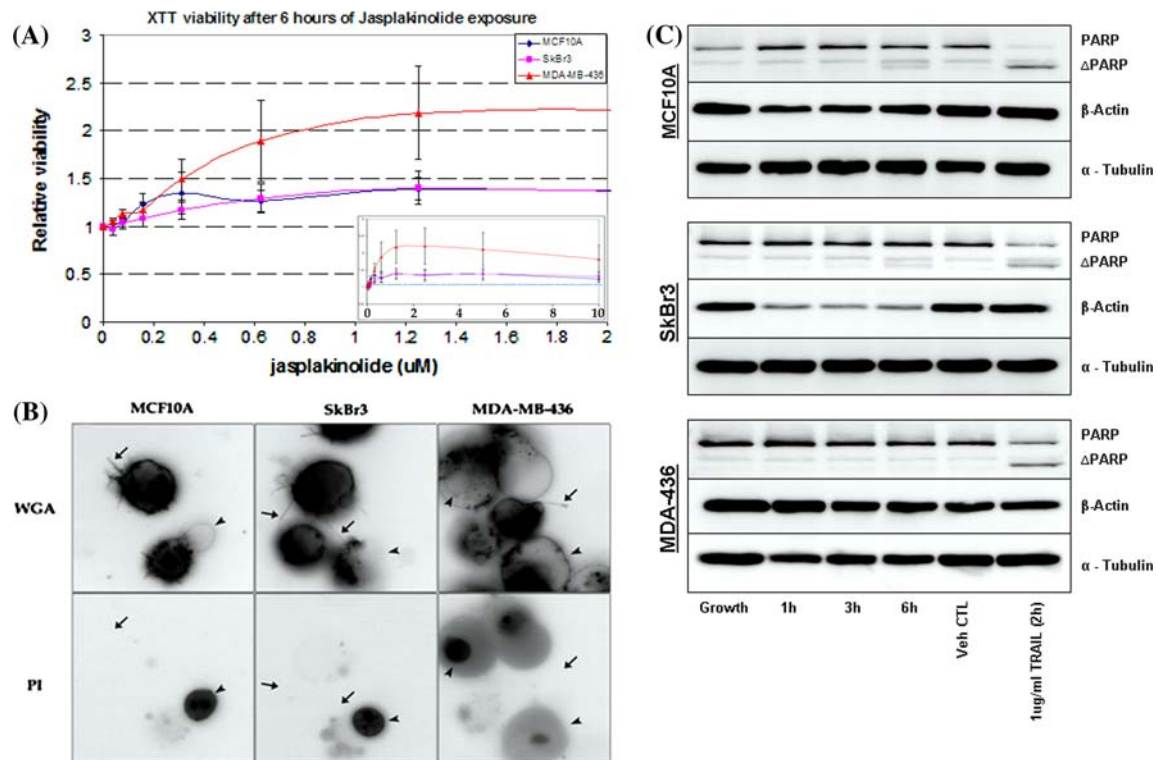 (A)
XTT viability after 6 hours of Jasplakinolide exposure
MCF10A
SkBr3
MDA-MB-436
Relative viability
3
2.5
2
1.5
1
0.5
0
0 0.2 0.4 0.6 0.8 1 1.2 1.4 1.6 1.8 2
0 2 4 6 8 10
jasplakinolide (uM)
(B)
MCF10A SkBr3 MDA-MB-436
WGA
PI
(C)
MCF10A
PARP
ΔPARP
β-Actin
α - Tubulin
SkBr3
PARP
ΔPARP
β-Actin
α - Tubulin
MDA-436
PARP
ΔPARP
β-Actin
α - Tubulin
Growth 1h 3h 6h Veh CTL 1ug/ml TRAIL (2h)